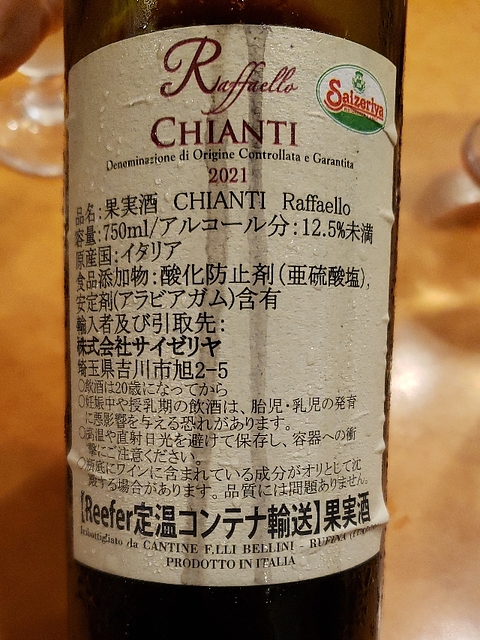 Raffaello
Saizeriya
CHIANTI
Denominazione di Origine Controllata e Garantita
2021
品名:果実酒 CHIANTI Raffaello
容量:750ml/アルコール分:12.5%未満
原産国:イタリア
食品添加物:酸化防止剤(亜硫酸塩),
安定剤(アラビアガム)含有
輸入者及び引取先:
株式会社サイゼリヤ
埼玉県吉川市旭2-5
○飲酒は20歳になってから
○妊娠中や授乳期の飲酒は、胎児・乳児の発育
に悪影響を与える恐れがあります。
○高温や直射日光を避けて保存し、容器への衝
撃にご注意ください。
○瓶底にワインに含まれている成分がオリとして沈
殿する場合があります。品質には問題ありません。
【Reefer定温コンテナ輸送】果実酒
Imbottigliato da CANTINE F.LLI BELLINI - RUFINA
PRODOTTO IN ITALIA